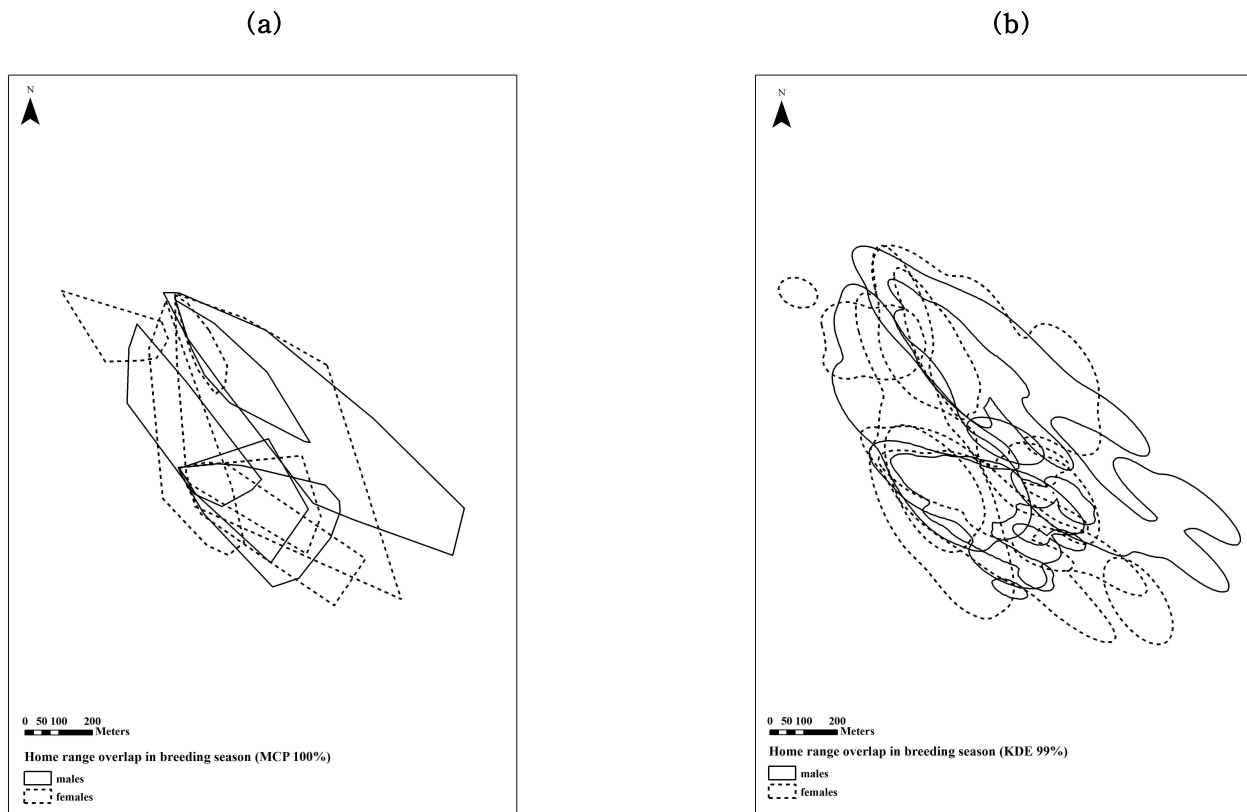 (a)
(b)
N
N
0 50 100 200
Meters
Home range overlap in breeding season (MCP 100%)
males
females
0 50 100 200
Meters
Home range overlap in breeding season (KDE 99%)
males
females